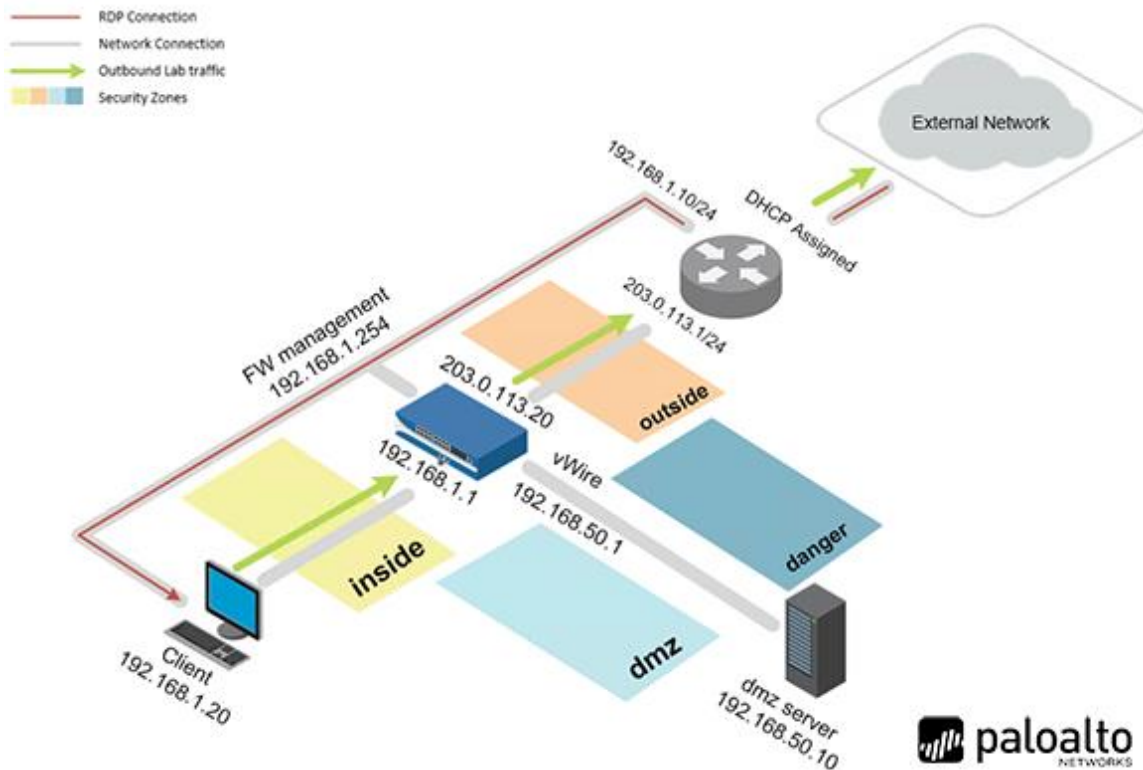 RDP Connection
Network Connection
Outbound Lab traffic
Security Zones
External Network
192.168.1.10/24
DHCP Assigned
203.0.113.1/24
FW management
192.168.1.254
203.0.113.20
outside
192.168.1.1
vWire
192.168.50.1
danger
inside
dmz
Client
192.168.1.20
dmz server
192.168.50.10
paloalto
NETWORKS